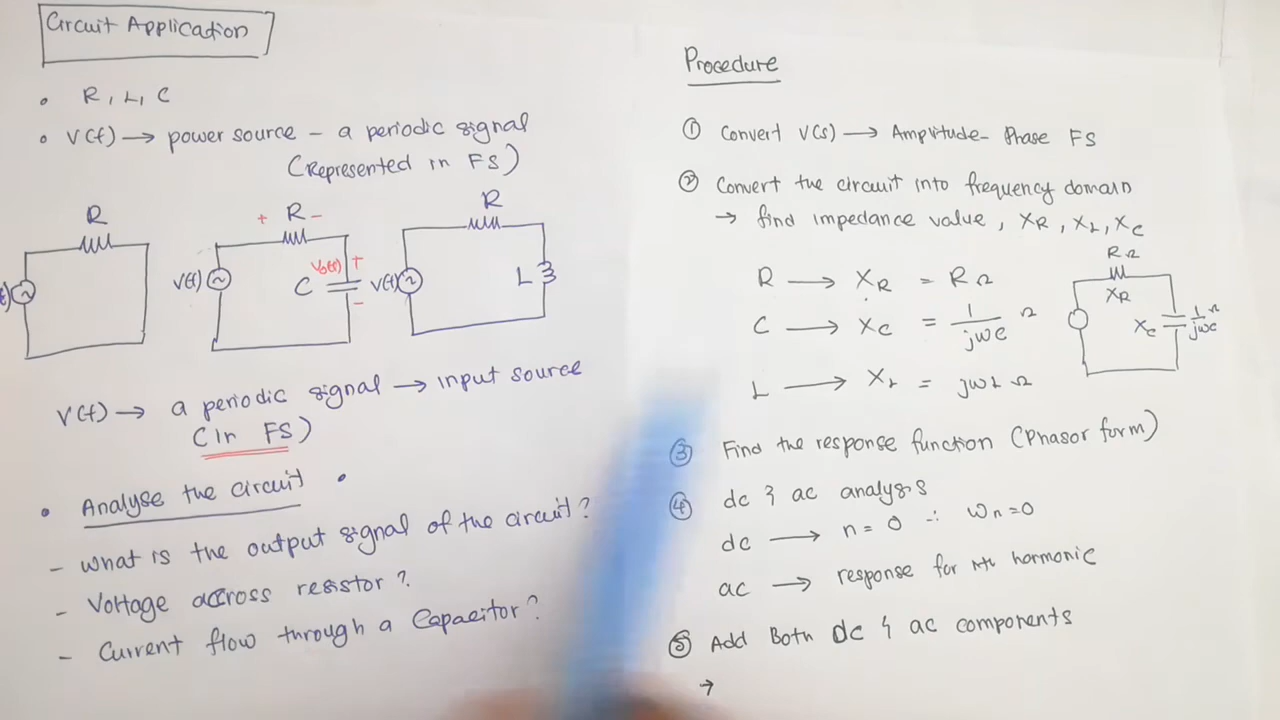 Circuit Application
• R, L, C
• V(t) → power source - a periodic signal
(Represented in FS)
R
+ R -
R
V(t)
C
Vo(t) +
-
V(t)
L
V(t) → a periodic signal → input source
(in FS)
• Analyse the circuit •
- What is the output signal of the circuit?
- Voltage across resistor?
- Current flow through a Capacitor?
Procedure
① Convert V(s) → Amplitude-Phase FS
② Convert the circuit into frequency domain
→ find impedance value, XR, XL, XC
R → XR = R Ω
C → XC = 1/jωC Ω
L → XL = jωL Ω
R Ω
XR
XC
1/jωC Ω
③ Find the response function (Phasor form)
④ dc & ac analysis
dc → n = 0 ∴ ωn = 0
ac → response for nth harmonic
⑤ Add Both dc & ac components
→